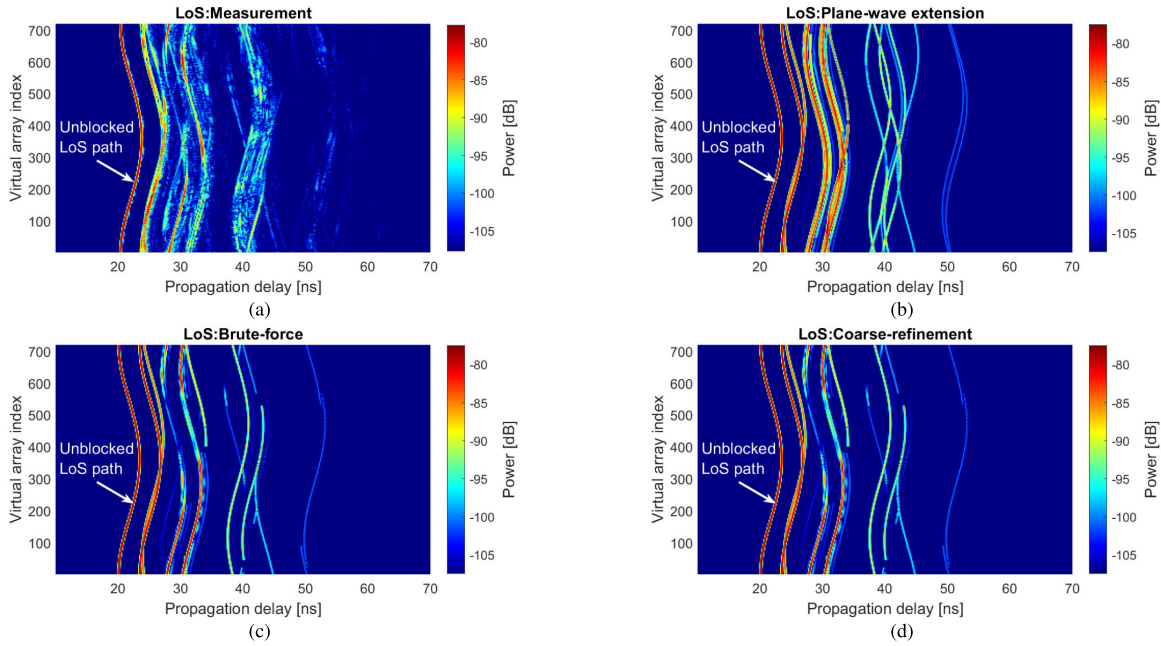 LoS:Measurement
700
600
500
400
300
200
100
Virtual array index
Unblocked
LoS path
20 30 40 50 60 70
Propagation delay [ns]
-80
-85
-90
-95
-100
-105
Power [dB]
(a)
LoS:Plane-wave extension
700
600
500
400
300
200
100
Virtual array index
Unblocked
LoS path
20 30 40 50 60 70
Propagation delay [ns]
-80
-85
-90
-95
-100
-105
Power [dB]
(b)
LoS:Brute-force
700
600
500
400
300
200
100
Virtual array index
Unblocked
LoS path
20 30 40 50 60 70
Propagation delay [ns]
-80
-85
-90
-95
-100
-105
Power [dB]
(c)
LoS:Coarse-refinement
700
600
500
400
300
200
100
Virtual array index
Unblocked
LoS path
20 30 40 50 60 70
Propagation delay [ns]
-80
-85
-90
-95
-100
-105
Power [dB]
(d)